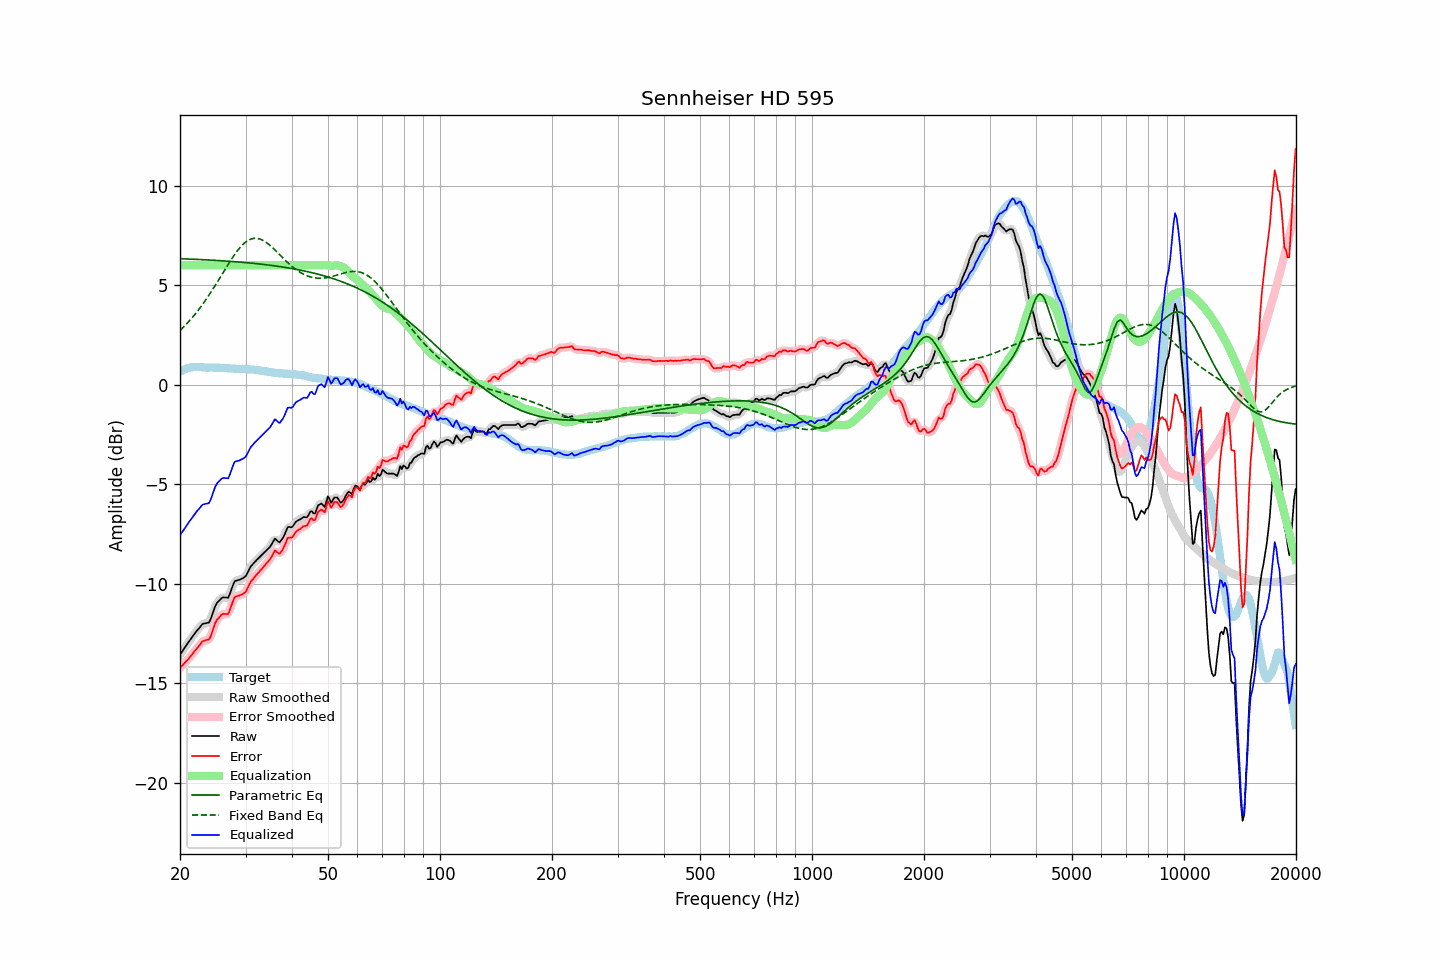 Sennheiser HD 595
Amplitude (dBr)
10
5
0
−5
−10
−15
−20
Target
Raw Smoothed
Error Smoothed
Raw
Error
Equalization
Parametric Eq
Fixed Band Eq
Equalized
20 50 100 200 500 1000 2000 5000 10000 20000
Frequency (Hz)